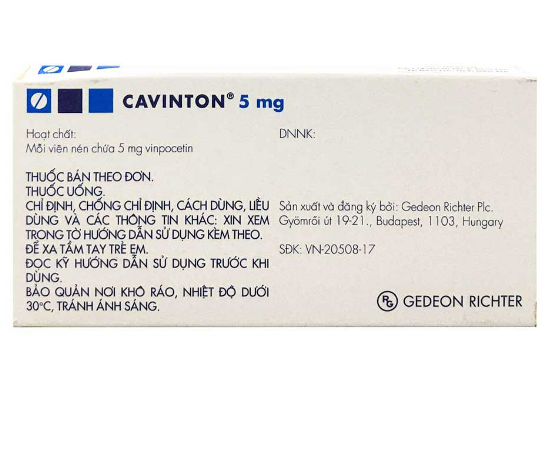 CAVINTON® 5 mg
Hoạt chất:
Mỗi viên nén chứa 5 mg vinpocetin
THUỐC BÁN THEO ĐƠN.
THUỐC UỐNG.
CHỈ ĐỊNH, CHỐNG CHỈ ĐỊNH, CÁCH DÙNG, LIỀU
DÙNG VÀ CÁC THÔNG TIN KHÁC: XIN XEM
TRONG TỜ HƯỚNG DẪN SỬ DỤNG KÈM THEO.
ĐỂ XA TẦM TAY TRẺ EM.
ĐỌC KỸ HƯỚNG DẪN SỬ DỤNG TRƯỚC KHI
DÙNG.
BẢO QUẢN NƠI KHÔ RÁO, NHIỆT ĐỘ DƯỚI
30°C, TRÁNH ÁNH SÁNG.
DNNK:
Sản xuất và đăng ký bởi: Gedeon Richter Plc.
Gyömrői út 19-21., Budapest, 1103, Hungary
SĐK: VN-20508-17
RG GEDEON RICHTER